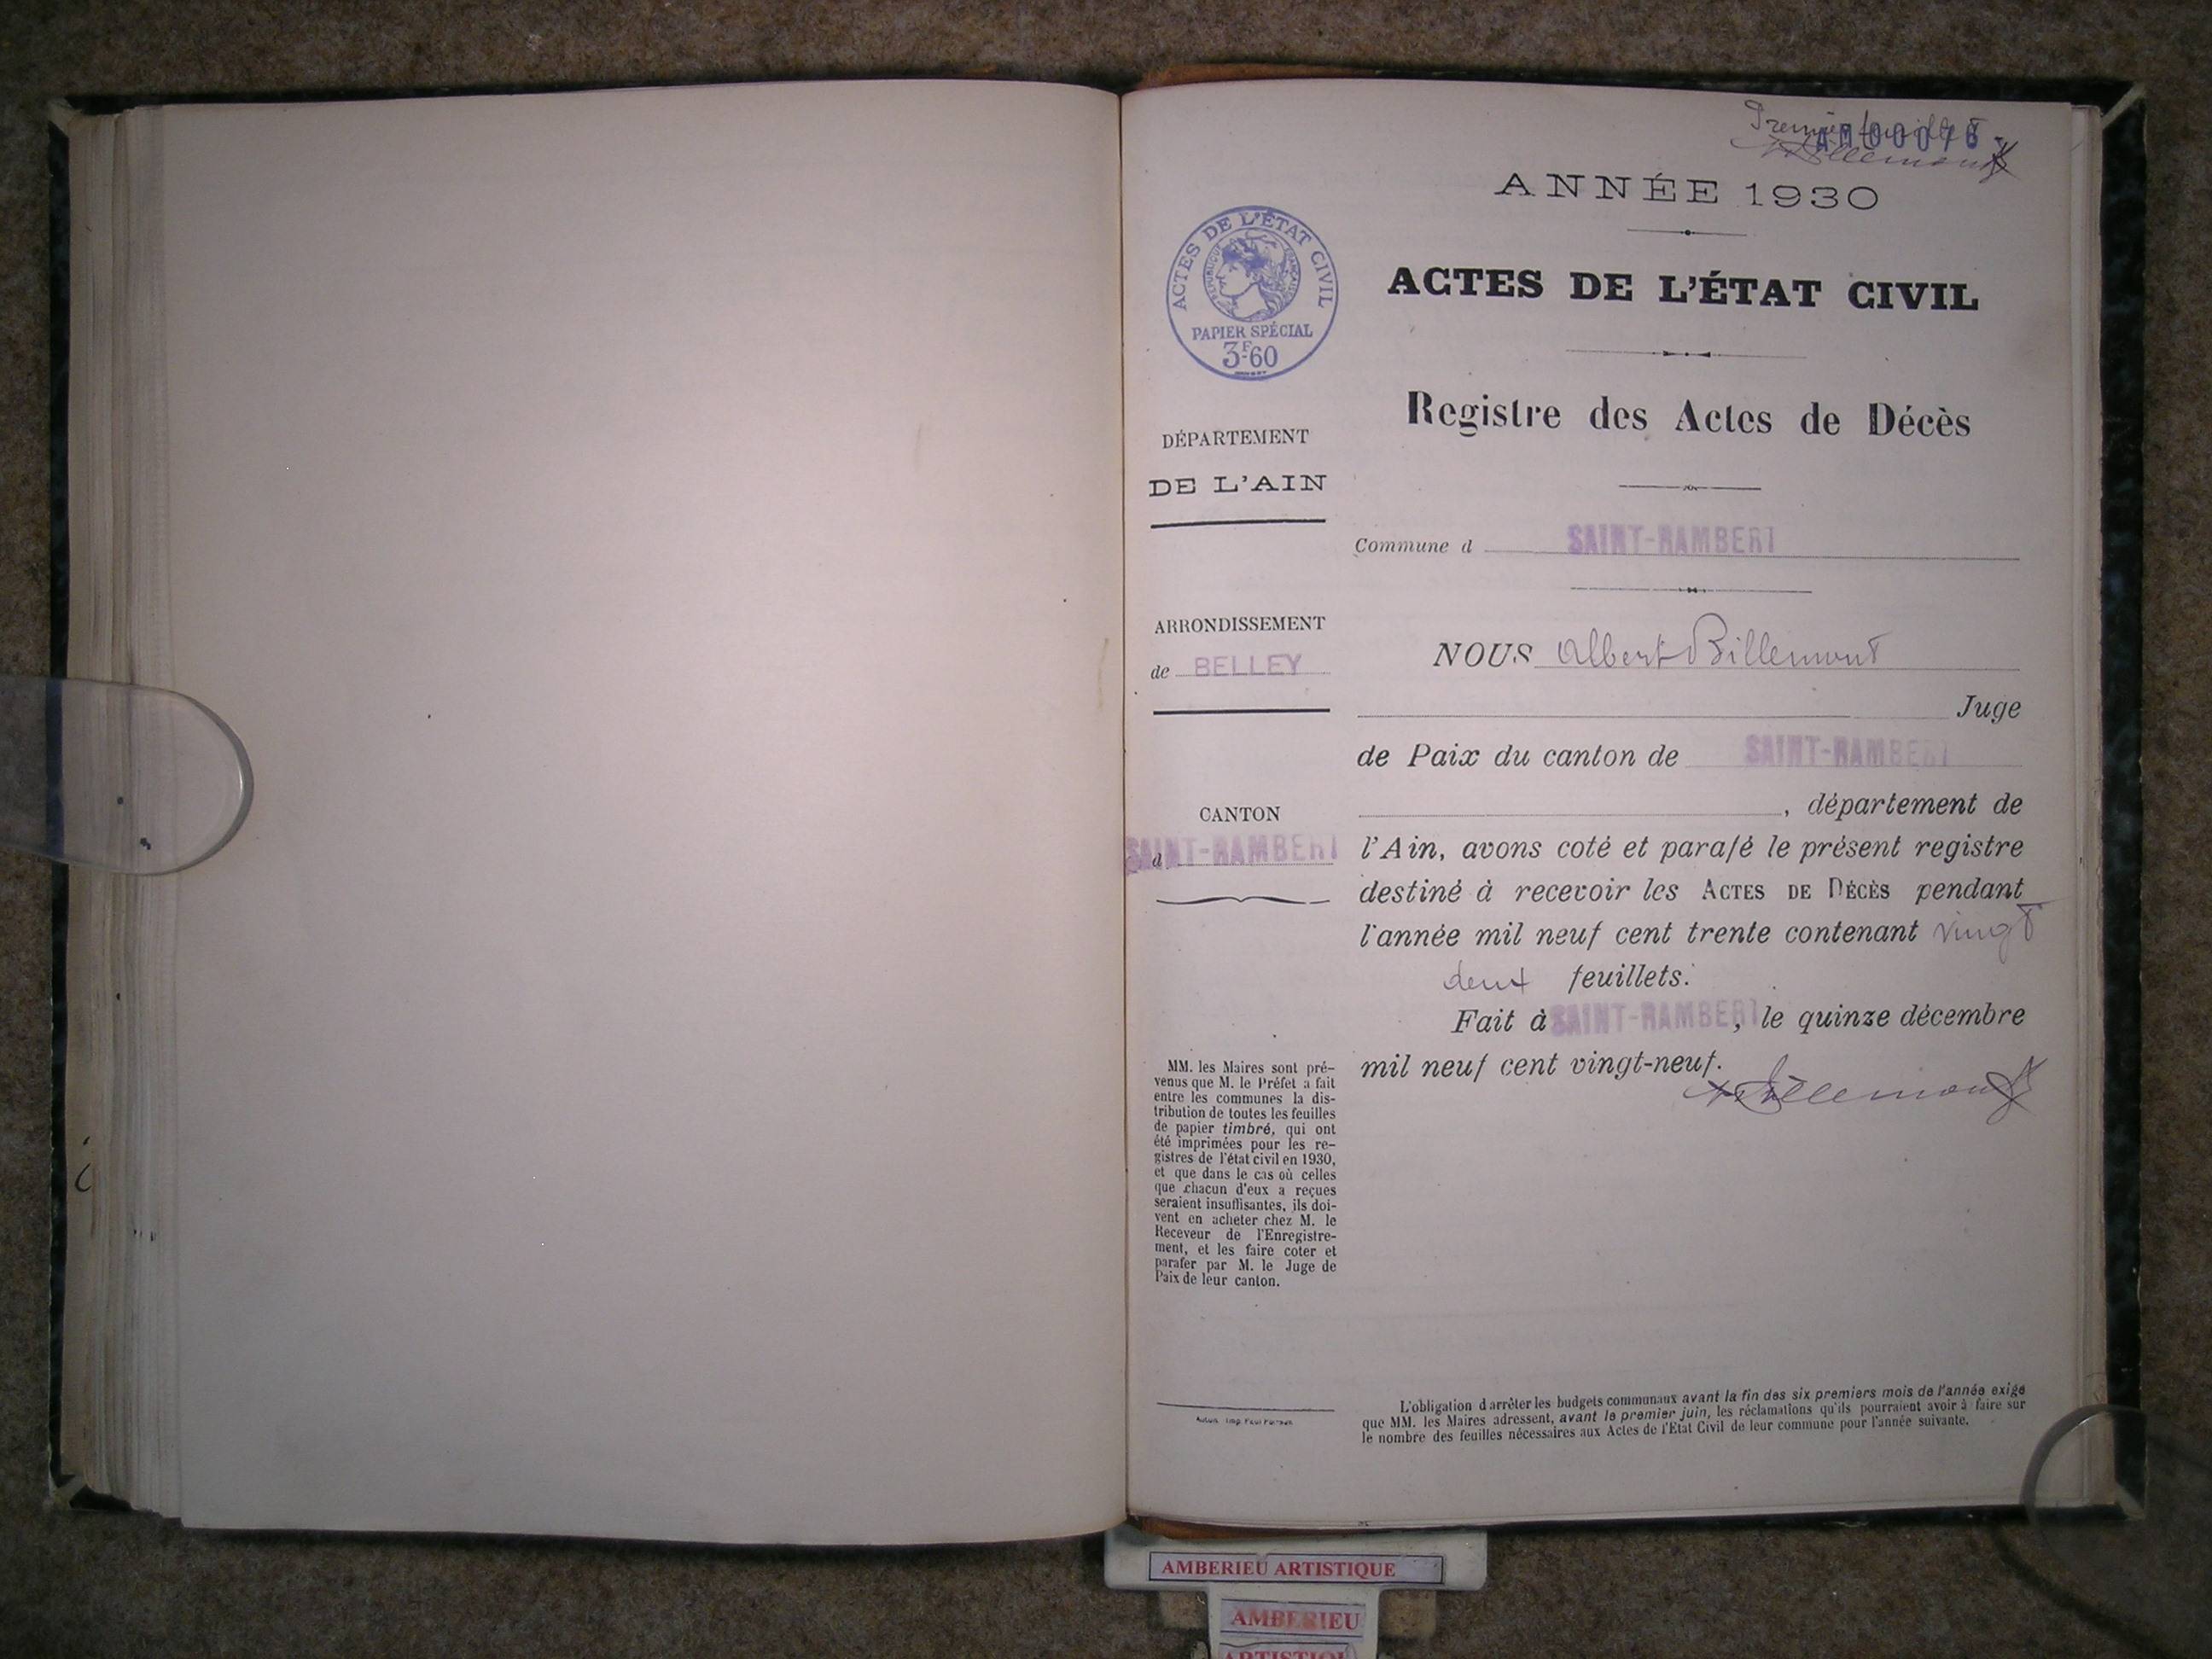 Premier feuillet
AM00076
ABillemont
ANNÉE 1930
ACTES DE L'ÉTAT CIVIL
RÉPUBLIQUE FRANÇAISE
PAPIER SPÉCIAL
3F60
ACTES DE L'ÉTAT CIVIL
Registre des Actes de Décès
DÉPARTEMENT
DE L'AIN
Commune d SAINT-RAMBERT
ARRONDISSEMENT
de BELLEY
CANTON
d SAINT-RAMBERT
MM. les Maires sont pré-
venus que M. le Préfet a fait
entre les communes la dis-
tribution de toutes les feuilles
de papier timbré, qui ont
été imprimées pour les re-
gistres de l'état civil en 1930,
et que dans le cas où celles
que chacun d'eux a reçues
seraient insuffisantes, ils doi-
vent en acheter chez M. le
Receveur de l'Enregistre-
ment, et les faire coter et
parafer par M. le Juge de
Paix de leur canton.
NOUS Albert Billemont
Juge
de Paix du canton de SAINT-RAMBERT
, département de
l'Ain, avons coté et parafé le présent registre
destiné à recevoir les ACTES DE DÉCÈS pendant
l'année mil neuf cent trente contenant vingt
deux feuillets.
Fait à SAINT-RAMBERT, le quinze décembre
mil neuf cent vingt-neuf.
ABillemont
L'obligation d'arrêter les budgets communaux avant la fin des six premiers mois de l'année exige
que MM. les Maires adressent, avant le premier juin, les réclamations qu'ils pourraient avoir à faire sur
le nombre des feuilles nécessaires aux Actes de l'Etat Civil de leur commune pour l'année suivante.
AMBERIEU ARTISTIQUE
AMBERIEU